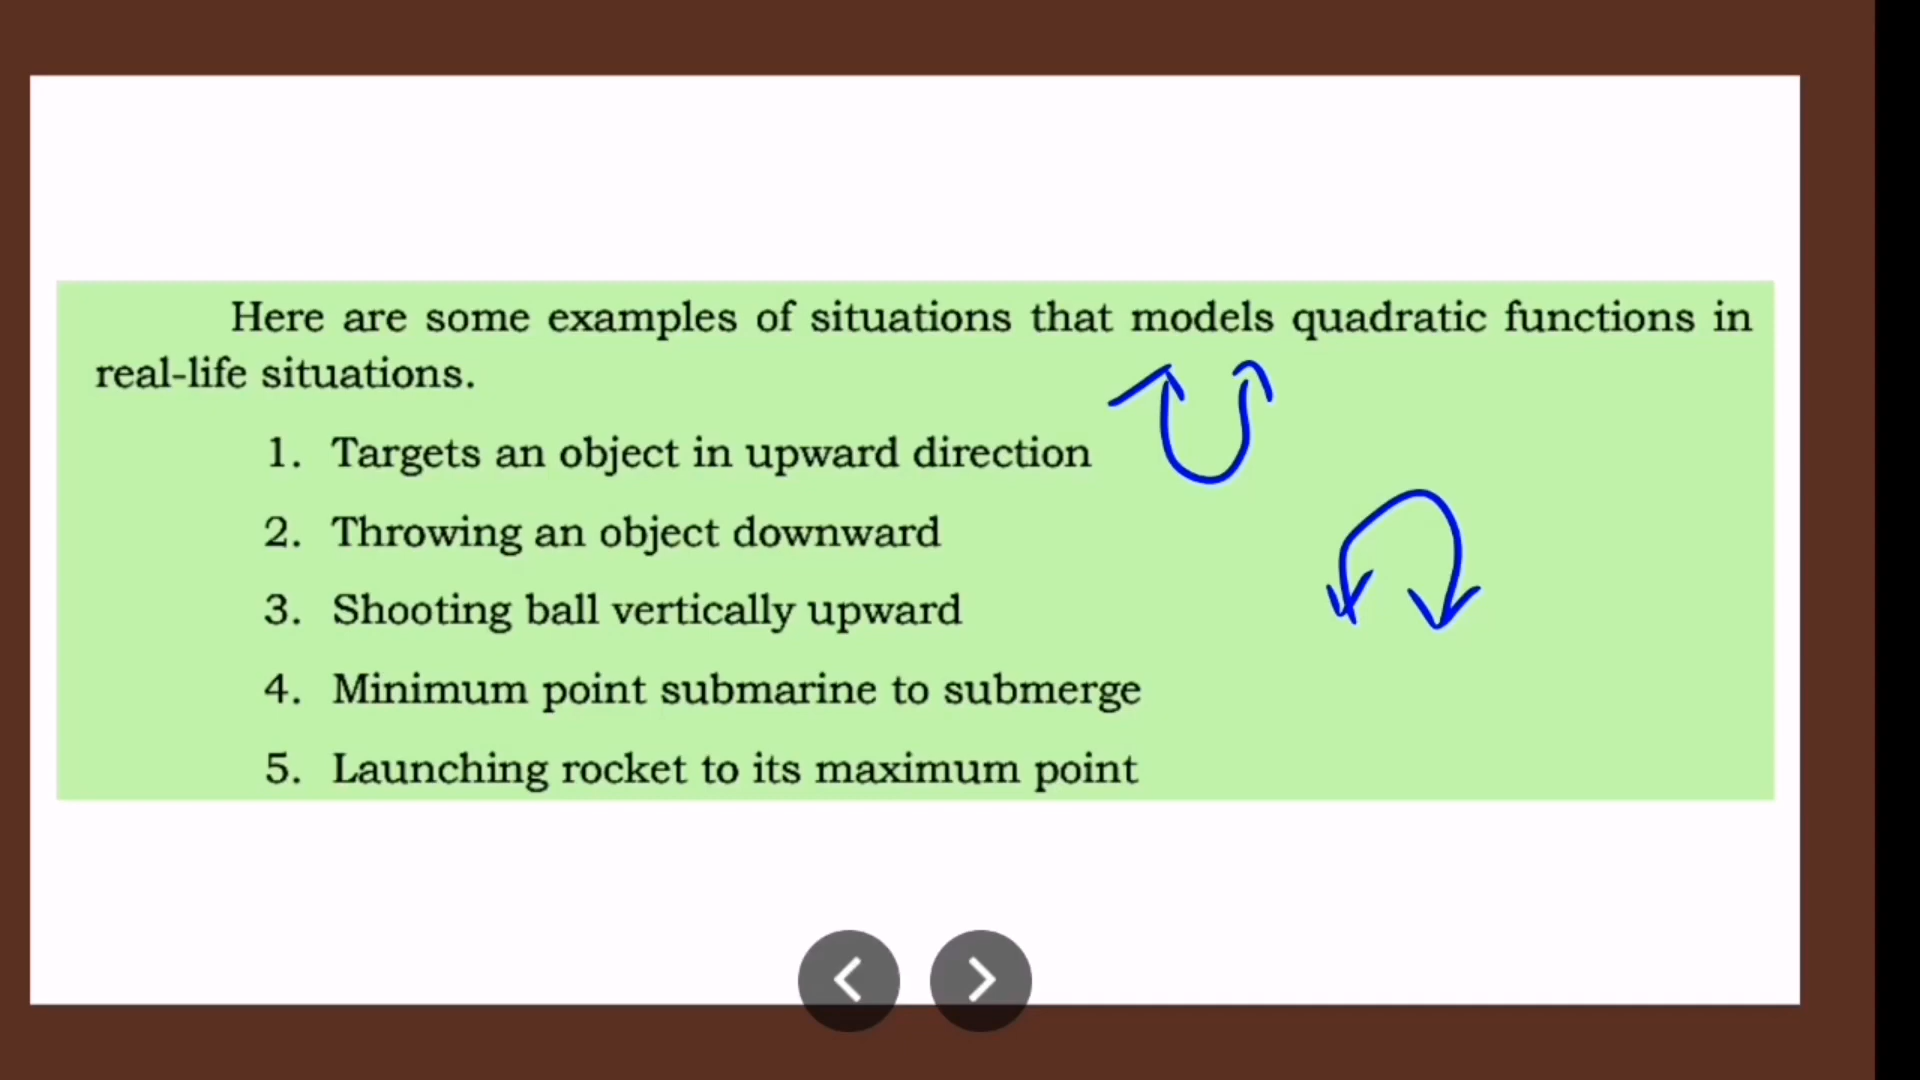 Here are some examples of situations that models quadratic functions in
real-life situations.
1. Targets an object in upward direction
2. Throwing an object downward
3. Shooting ball vertically upward
4. Minimum point submarine to submerge
5. Launching rocket to its maximum point